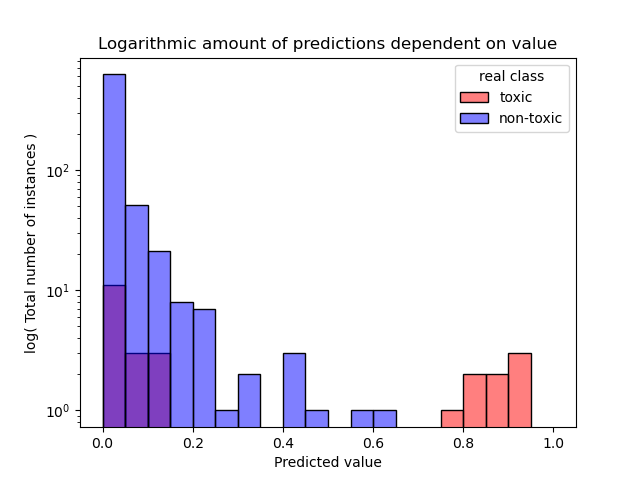 Logarithmic amount of predictions dependent on value
real class
toxic
non-toxic
log( Total number of instances )
10²
10¹
10⁰
0.0 0.2 0.4 0.6 0.8 1.0
Predicted value